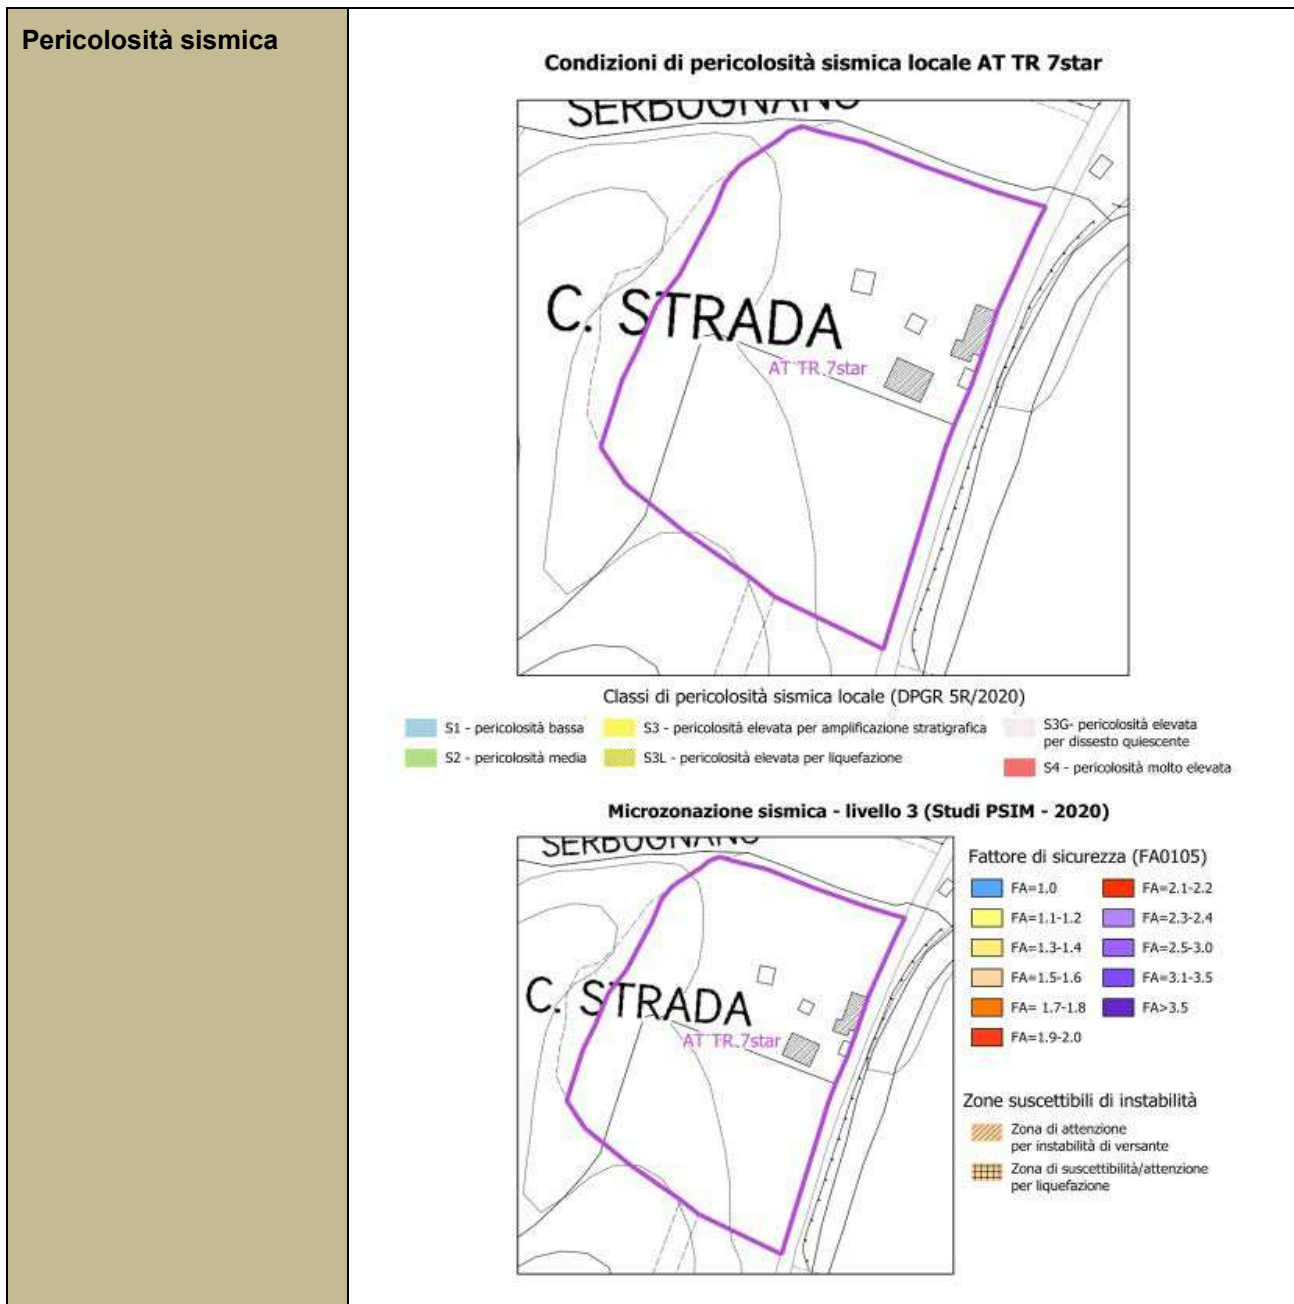 Pericolosità sismica
Condizioni di pericolosità sismica locale AT TR 7star
SERBUGNANO
C. STRADA
AT TR 7star
Classi di pericolosità sismica locale (DPGR 5R/2020)
S1 - pericolosità bassa
S2 - pericolosità media
S3 - pericolosità elevata per amplificazione stratigrafica
S3L - pericolosità elevata per liquefazione
S3G- pericolosità elevata
per dissesto quiescente
S4 - pericolosità molto elevata
Microzonazione sismica - livello 3 (Studi PSIM - 2020)
SERBUGNANO
C. STRADA
AT TR 7star
Fattore di sicurezza (FA0105)
FA=1.0
FA=1.1-1.2
FA=1.3-1.4
FA=1.5-1.6
FA= 1.7-1.8
FA=1.9-2.0
FA=2.1-2.2
FA=2.3-2.4
FA=2.5-3.0
FA=3.1-3.5
FA>3.5
Zone suscettibili di instabilità
Zona di attenzione
per instabilità di versante
Zona di suscettibilità/attenzione
per liquefazione